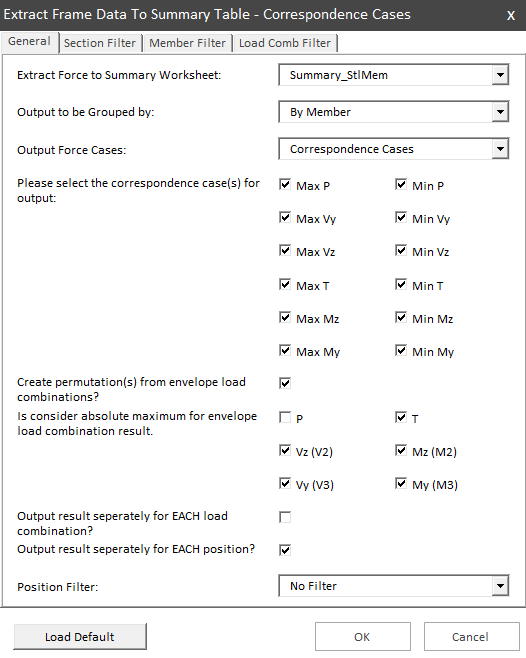 Extract Frame Data To Summary Table - Correspondence Cases X
General Section Filter Member Filter Load Comb Filter
Extract Force to Summary Worksheet: Summary_StlMem
Output to be Grouped by: By Member
Output Force Cases: Correspondence Cases
Please select the correspondence case(s) for Max P Min P
output:
Max Vy Min Vy
Max Vz Min Vz
Max T Min T
Max Mz Min Mz
Max My Min My
Create permutation(s) from envelope load
combinations?
Is consider absolute maximum for envelope P T
load combination result.
Vz (V2) Mz (M2)
Vy (V3) My (M3)
Output result seperately for EACH load
combination?
Output result seperately for EACH position?
Position Filter: No Filter
Load Default OK Cancel